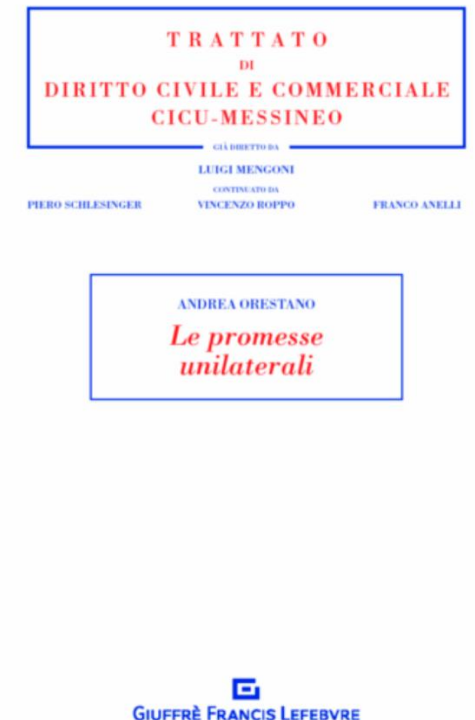 TRATTATO
DI
DIRITTO CIVILE E COMMERCIALE
CICU-MESSINEO
GIÀ DIRETTO DA
LUIGI MENGONI
CONTINUATO DA
PIERO SCHLESINGER VINCENZO ROPPO FRANCO ANELLI
ANDREA ORESTANO
Le promesse
unilaterali
GIUFFRÈ FRANCIS LEFEBVRE